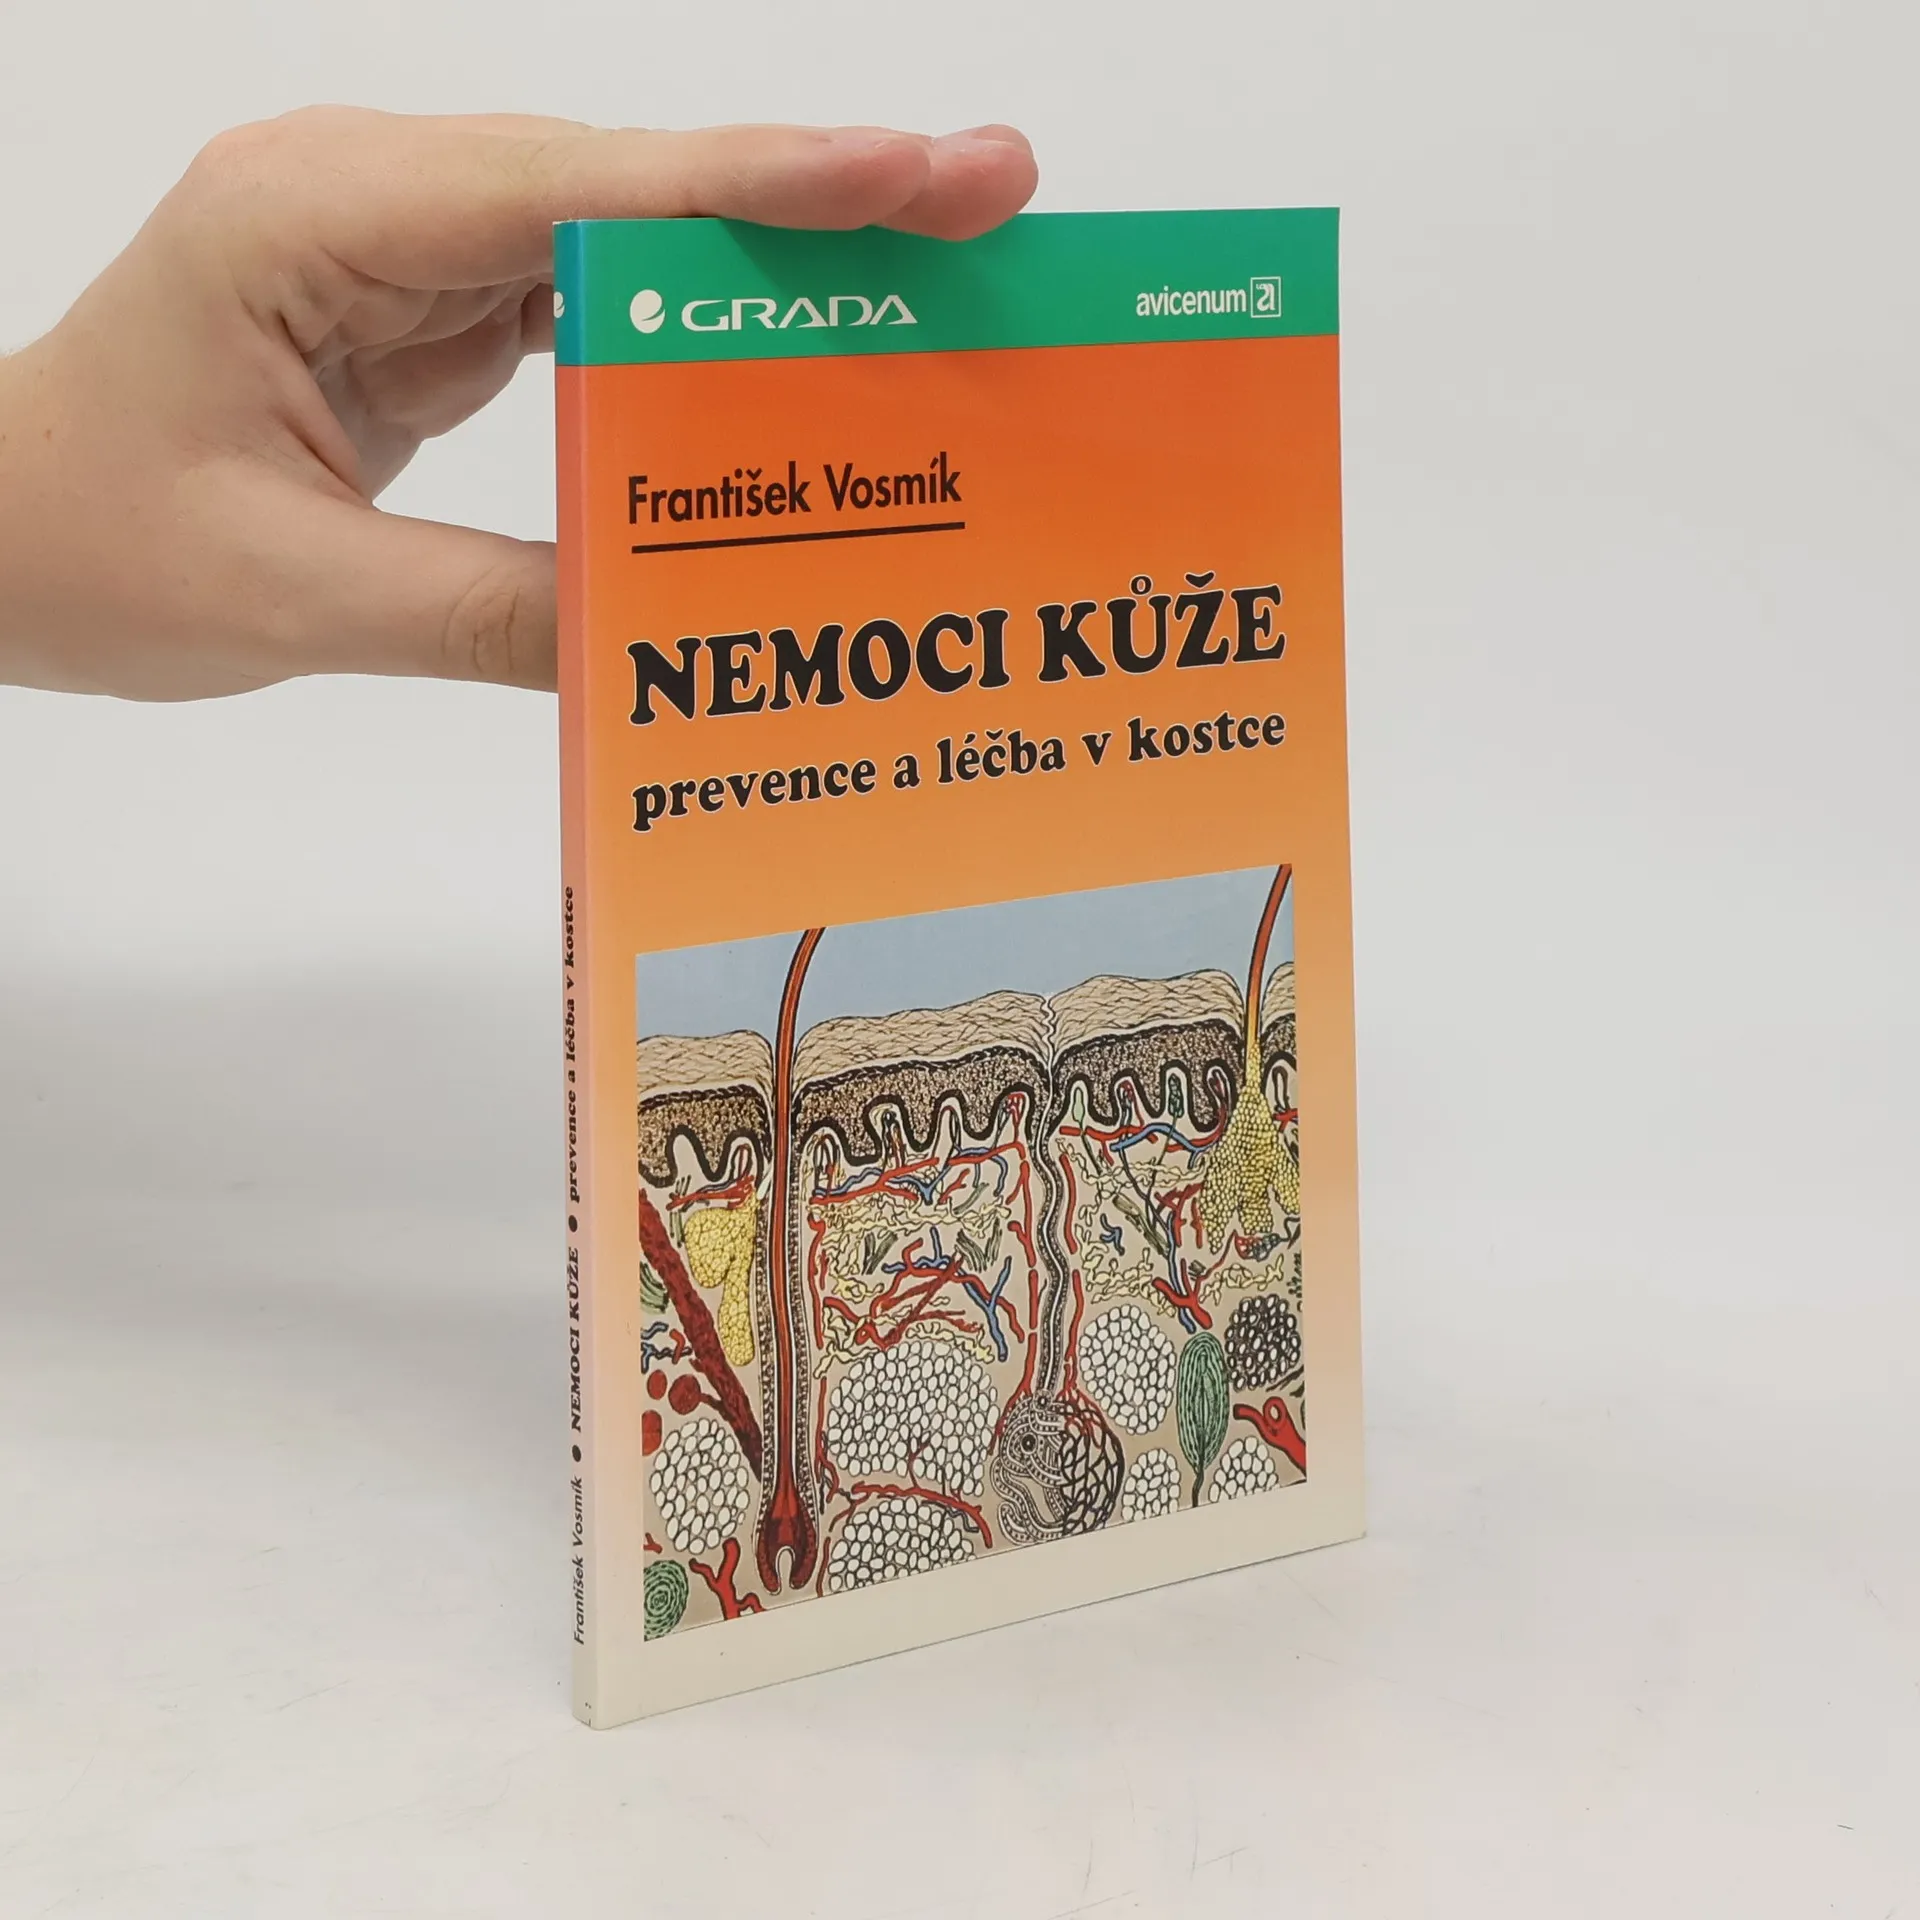 GRADA
avicenum
František Vosmík
NEMOCI KŮŽE
prevence a léčba v kostce
František Vosmík ● NEMOCI KŮŽE ● prevence a léčba v kostce